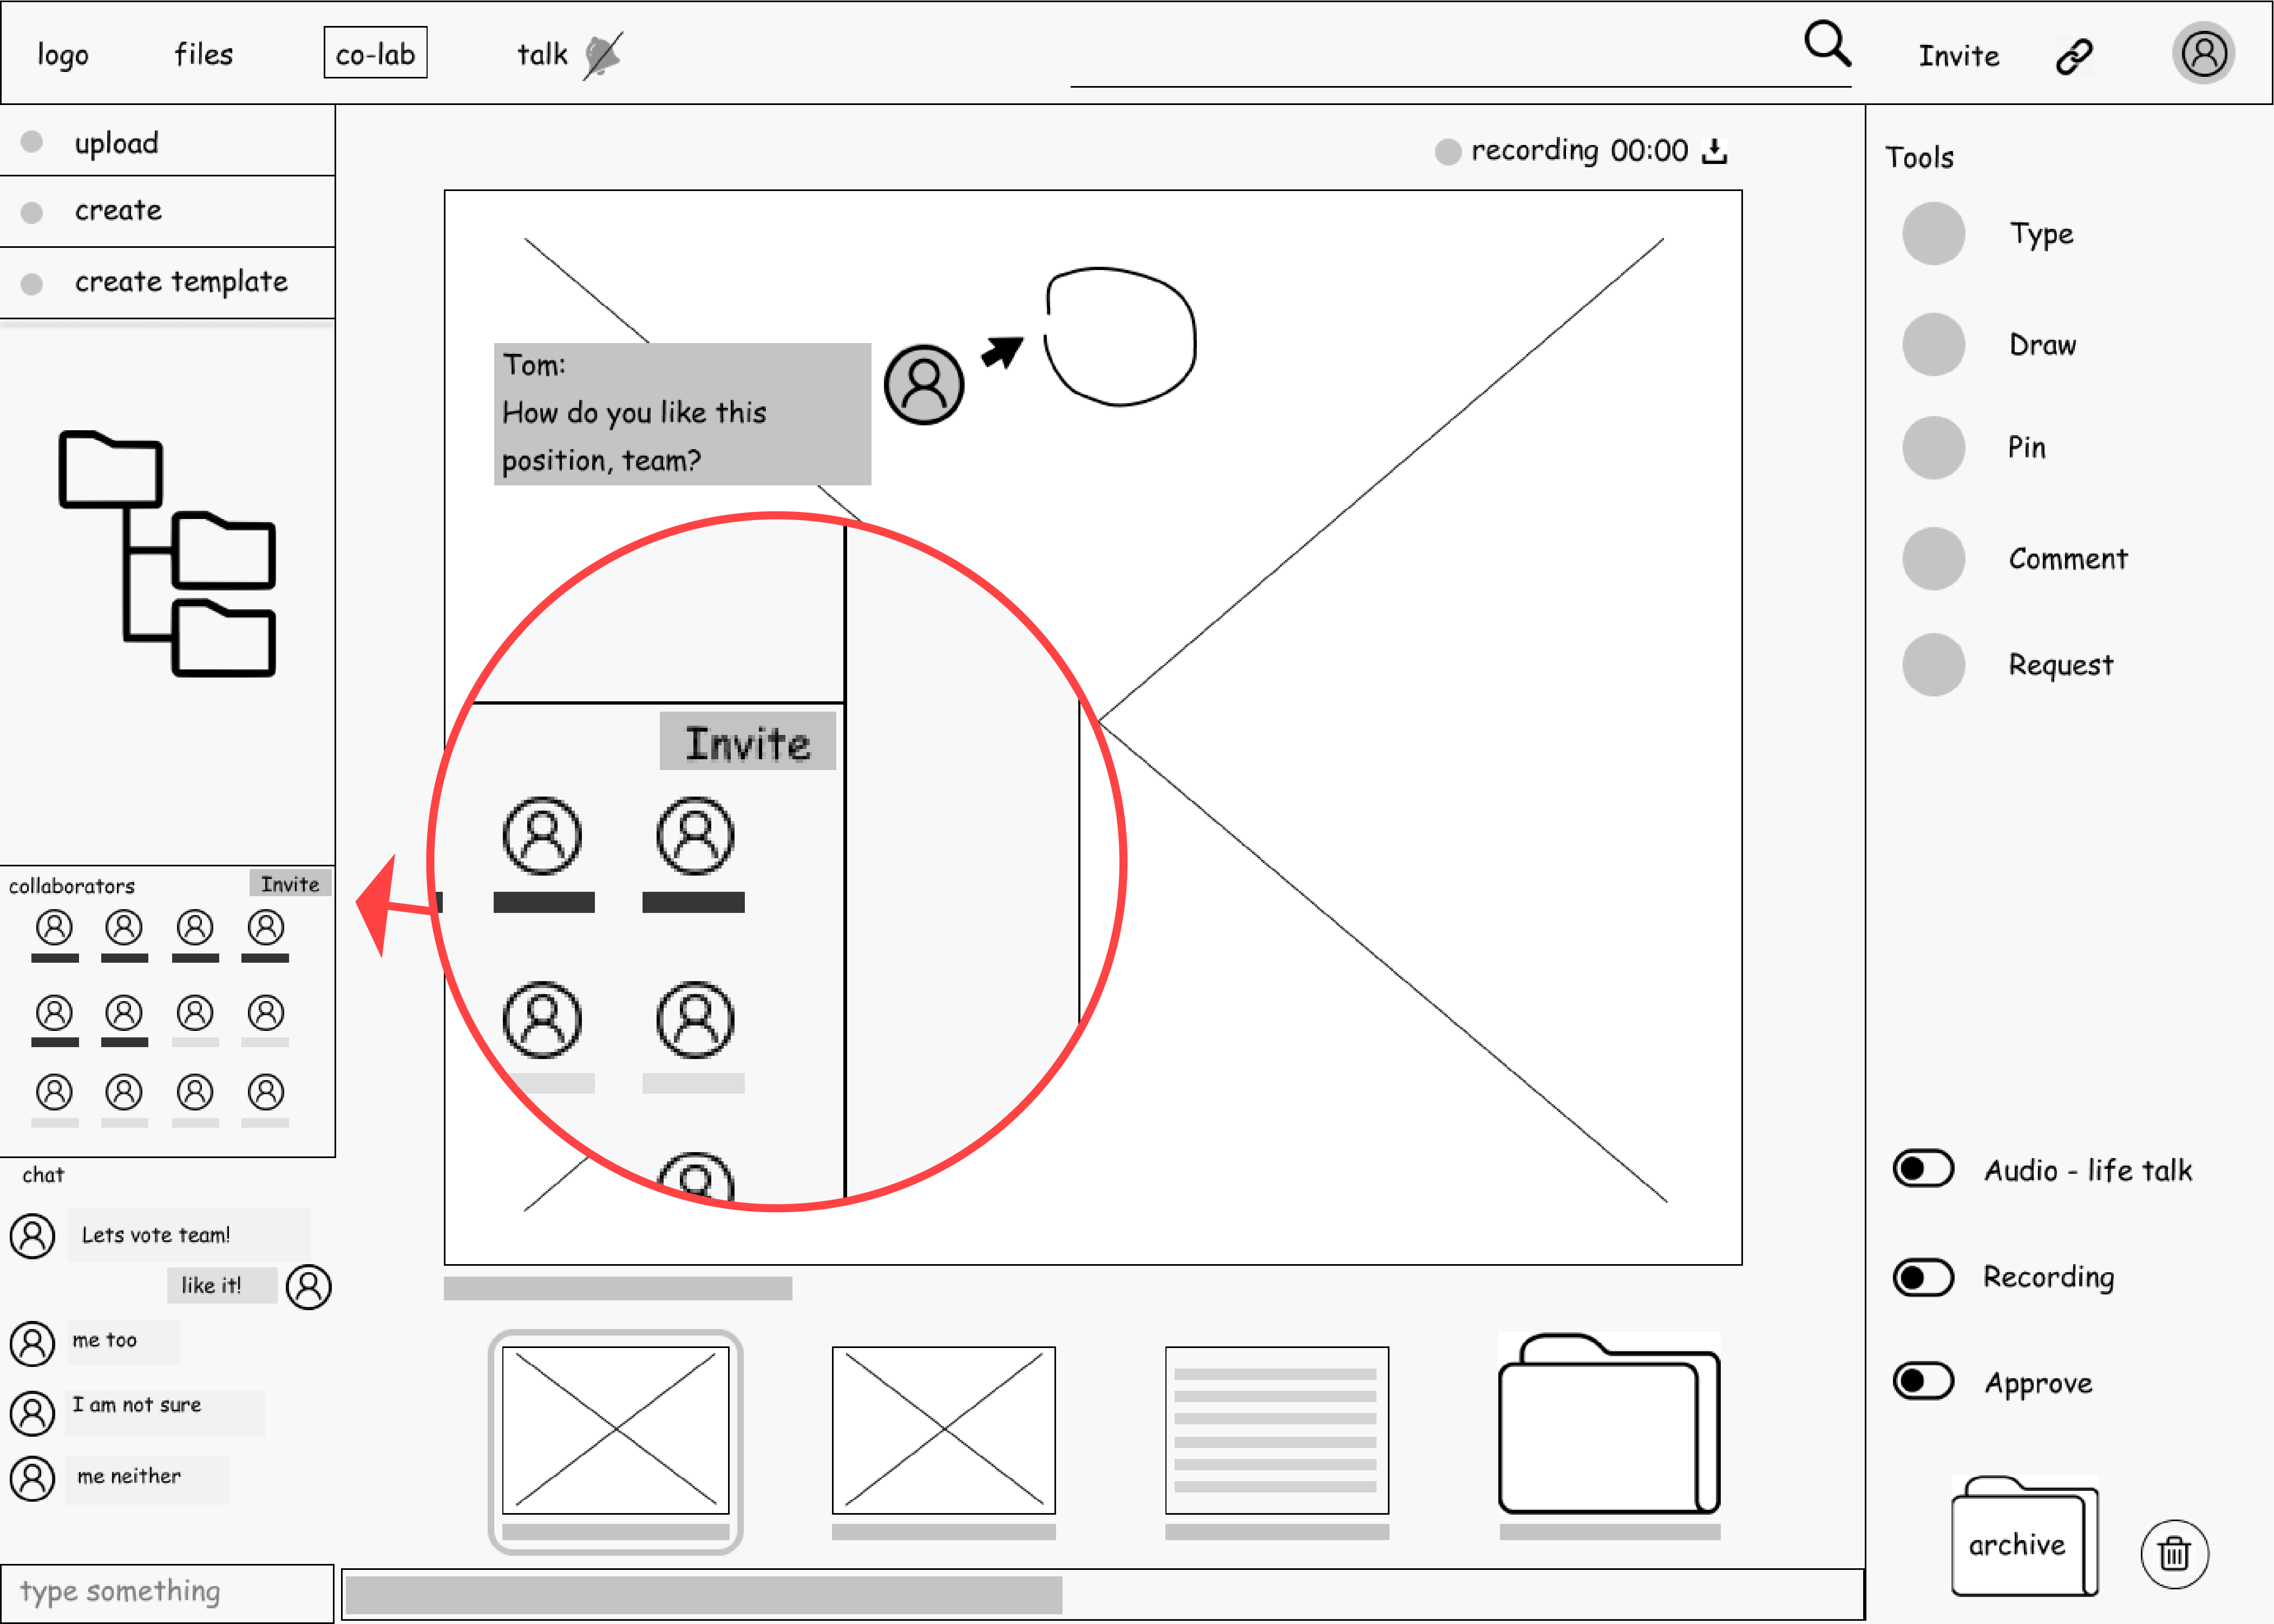 logo files co-lab talk Invite
upload
create
create template
recording 00:00
Tools
Type
Draw
Pin
Comment
Request
Tom:
How do you like this
position, team?
Invite
collaborators Invite
chat
Lets vote team!
like it!
me too
I am not sure
me neither
type something
Audio - life talk
Recording
Approve
archive